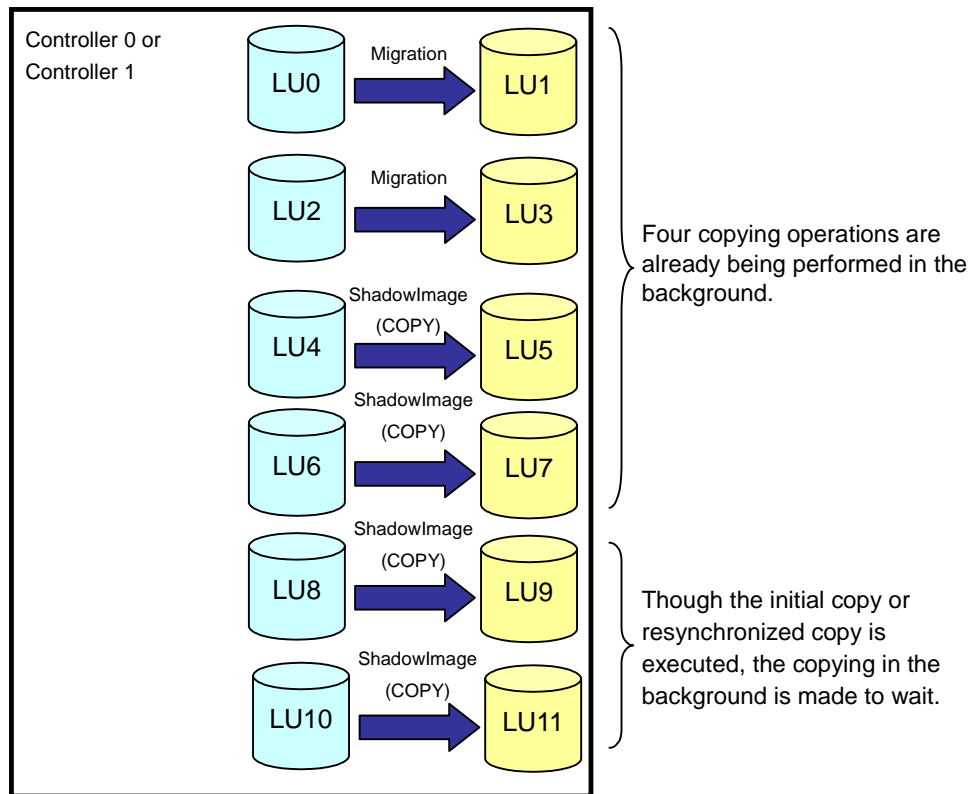 Controller 0 or
Controller 1
LU0
Migration
LU1
LU2
Migration
LU3
LU4
ShadowImage
(COPY)
LU5
LU6
ShadowImage
(COPY)
LU7
Four copying operations are
already being performed in the
background.
LU8
ShadowImage
(COPY)
LU9
LU10
ShadowImage
(COPY)
LU11
Though the initial copy or
resynchronized copy is
executed, the copying in the
background is made to wait.